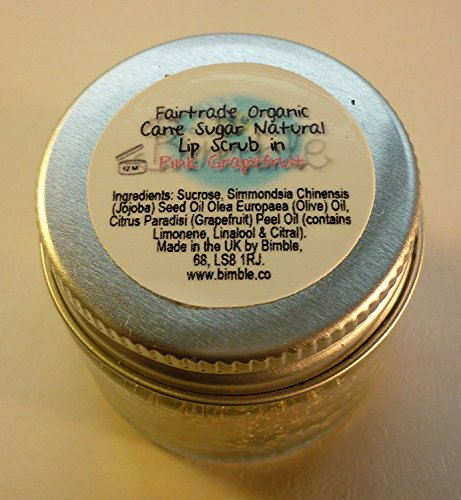 Fairtrade Organic
Cane Sugar Natural
Lip Scrub in
Pink Grapefruit
12 M
Ingredients: Sucrose, Simmondsia Chinensis
(Jojoba) Seed Oil Olea Europaea (Olive) Oil,
Citrus Paradisi (Grapefruit) Peel Oil (contains
Limonene, Linalool & Citral).
Made in the UK by Bimble,
68, LS8 1RJ.
www.bimble.co